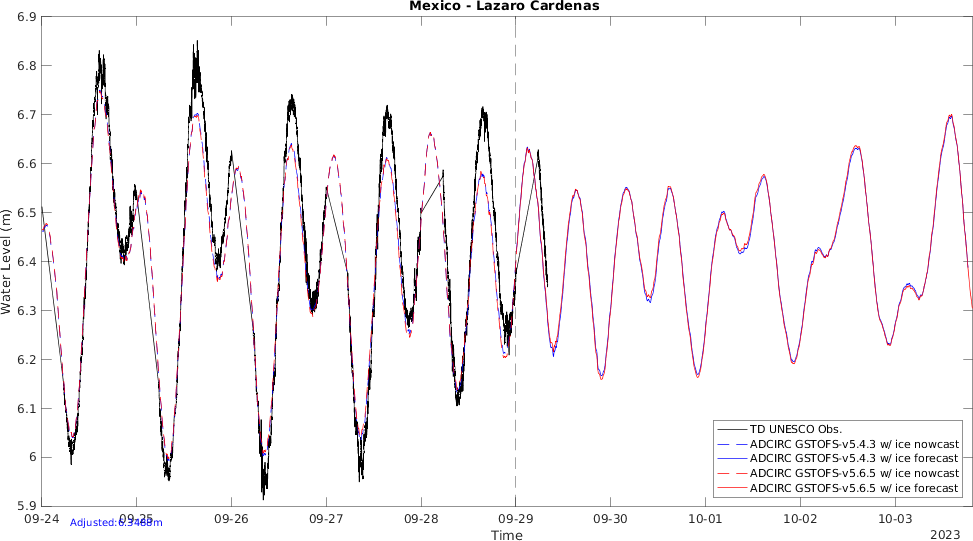 Mexico - Lazaro Cardenas
6.9
6.8
6.7
6.6
6.5
6.4
6.3
6.2
6.1
6
5.9
Water Level (m)
TD UNESCO Obs.
ADCIRC GSTOFS-v5.4.3 w/ ice nowcast
ADCIRC GSTOFS-v5.4.3 w/ ice forecast
ADCIRC GSTOFS-v5.6.5 w/ ice nowcast
ADCIRC GSTOFS-v5.6.5 w/ ice forecast
09-24 09-25 09-26 09-27 09-28 09-29 09-30 10-01 10-02 10-03
Time
2023